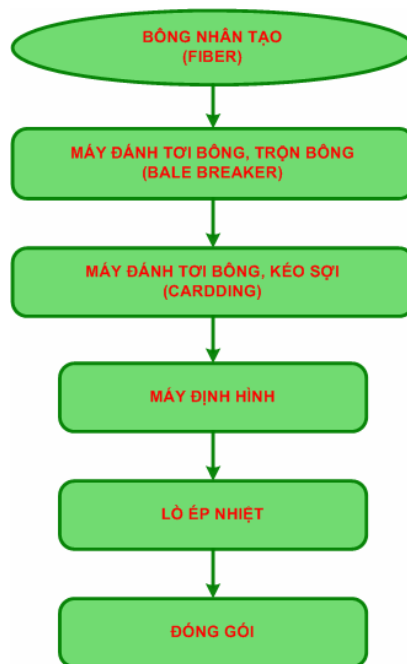 BÔNG NHÂN TẠO
(FIBER)
MÁY ĐÁNH TƠI BÔNG, TRỘN BÔNG
(BALE BREAKER)
MÁY ĐÁNH TƠI BÔNG, KÉO SỢI
(CARDDING)
MÁY ĐỊNH HÌNH
LÒ ÉP NHIỆT
ĐÓNG GÓI